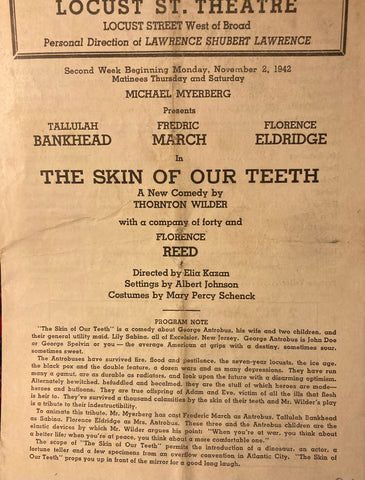 LOCUST ST. THEATRE
LOCUST STREET West of Broad
Personal Direction of LAWRENCE SHUBERT LAWRENCE
Second Week Beginning Monday, November 2, 1942
Matinees Thursday and Saturday
MICHAEL MYERBERG
Presents
TALLULAH FREDRIC FLORENCE
BANKHEAD MARCH ELDRIDGE
In
THE SKIN OF OUR TEETH
A New Comedy by
THORNTON WILDER
with a company of forty and
FLORENCE
REED
Directed by Elia Kazan
Settings by Albert Johnson
Costumes by Mary Percy Schenck
PROGRAM NOTE
"The Skin of Our Teeth" is a comedy about George Antrobus, his wife and two children, and
their general utility maid, Lily Sabina, all of Excelsior, New Jersey. George Antrobus is John Doe
or George Spelvin or you — the average American at grips with a destiny, sometimes sour,
sometimes sweet.
The Antrobuses have survived fire, flood and pestilence, the seven-year locusts, the ice age,
the black pox and the double feature, a dozen wars and as many depressions. They have run
many a gamut, are as durable as radiators, and look upon the future with a disarming optimism.
Alternately bewitched, befuddled and becalmed, they are the stuff of which heroes are made—
heroes and buffoons. They are true offspring of Adam and Eve, victims of all the ills that flesh
is heir to. They've survived a thousand calamities by the skin of their teeth and Mr. Wilder's play
is a tribute to their indestructibility.
To animate this tribute, Mr. Myerberg has cast Fredric March as Antrobus, Tallulah Bankhead
as Sabina, Florence Eldridge as Mrs. Antrobus. These three and the Antrobus children are the
elastic devices by which Mr. Wilder argues his point: "When you're at war, you think about
a better life; when you're at peace, you think about a more comfortable one."
The scope of "The Skin of Our Teeth" permits the introduction of a dinosaur, an actor, a
fortune teller and a few specimens from an overflow convention in Atlantic City. "The Skin of
Our Teeth" props you up in front of the mirror for a good long laugh.